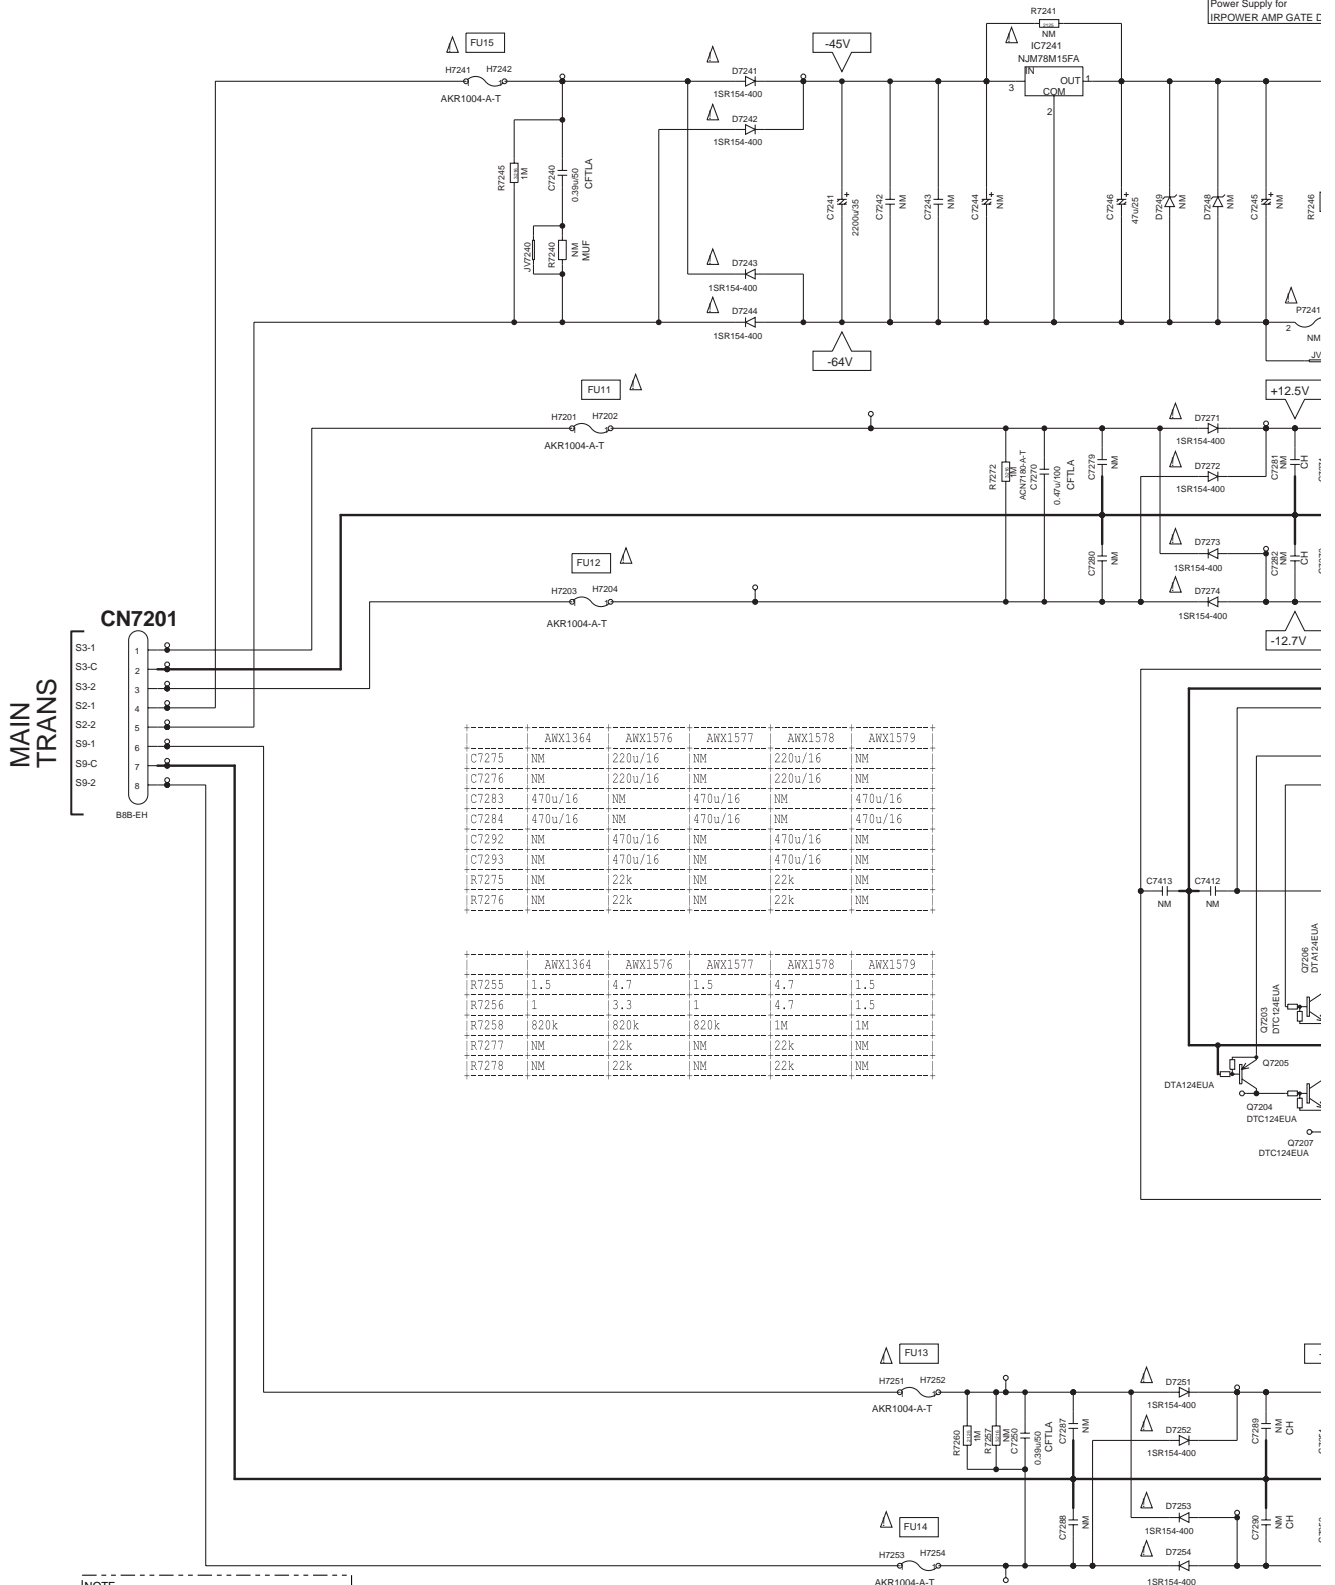 Power Supply for
IRPOWER AMP GATE D
R7241
NM
IC7241
NJM78M15FA
IN
OUT
COM
3
1
2
FU15
H7241 H7242
AKR1004-A-T
-45V
D7241
1SR154-400
D7242
1SR154-400
R7245
1M
C7240
0.39u/50
CFTLA
JV7240
R7240
NM
MUF
C7241
2200u/35
C7242
NM
C7243
NM
C7244
NM
C7246
47u/25
D7249
NM
D7248
NM
C7245
NM
R7246
D7243
1SR154-400
D7244
1SR154-400
-64V
P7241
2
NM
JV
FU11
H7201 H7202
AKR1004-A-T
+12.5V
D7271
1SR154-400
D7272
1SR154-400
R7272
1M
ACN7180-A-T
C7270
0.47u/100
CFTLA
C7279
NM
C7281
NM
CH
FU12
H7203 H7204
AKR1004-A-T
C7280
NM
D7273
1SR154-400
D7274
1SR154-400
C7282
NM
CH
-12.7V
CN7201
MAIN
TRANS
S3-1 1
S3-C 2
S3-2 3
S2-1 4
S2-2 5
S9-1 6
S9-C 7
S9-2 8
B8B-EH
AWX1364 AWX1576 AWX1577 AWX1578 AWX1579
C7275 NM 220u/16 NM 220u/16 NM
C7276 NM 220u/16 NM 220u/16 NM
C7283 470u/16 NM 470u/16 NM 470u/16
C7284 470u/16 NM 470u/16 NM 470u/16
C7292 NM 470u/16 NM 470u/16 NM
C7293 NM 470u/16 NM 470u/16 NM
R7275 NM 22k NM 22k NM
R7276 NM 22k NM 22k NM
AWX1364 AWX1576 AWX1577 AWX1578 AWX1579
R7255 1.5 4.7 1.5 4.7 1.5
R7256 1 3.3 1 4.7 1.5
R7258 820k 820k 820k 1M 1M
R7277 NM 22k NM 22k NM
R7278 NM 22k NM 22k NM
C7413
NM
C7412
NM
Q7206
DTA124EUA
Q7203
DTC124EUA
Q7205
DTA124EUA
Q7204
DTC124EUA
Q7207
DTC124EUA
FU13
H7251 H7252
AKR1004-A-T
R7260
1M
R7257
NM
C7250
0.39u/50
CFTLA
C7287
NM
D7251
1SR154-400
D7252
1SR154-400
C7289
NM
CH
FU14
H7253 H7254
AKR1004-A-T
C7288
NM
D7253
1SR154-400
D7254
1SR154-400
C7290
NM
CH
NOTE